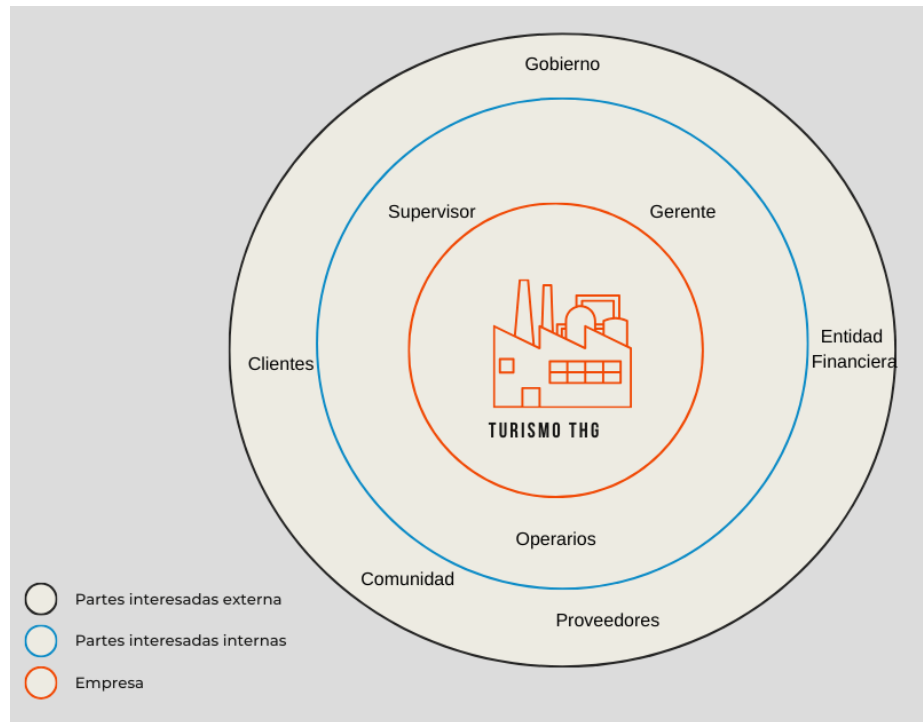 Gobierno
Supervisor
Gerente
Entidad
Financiera
Clientes
TURISMO THG
Operarios
Comunidad
Proveedores
Partes interesadas externa
Partes interesadas internas
Empresa